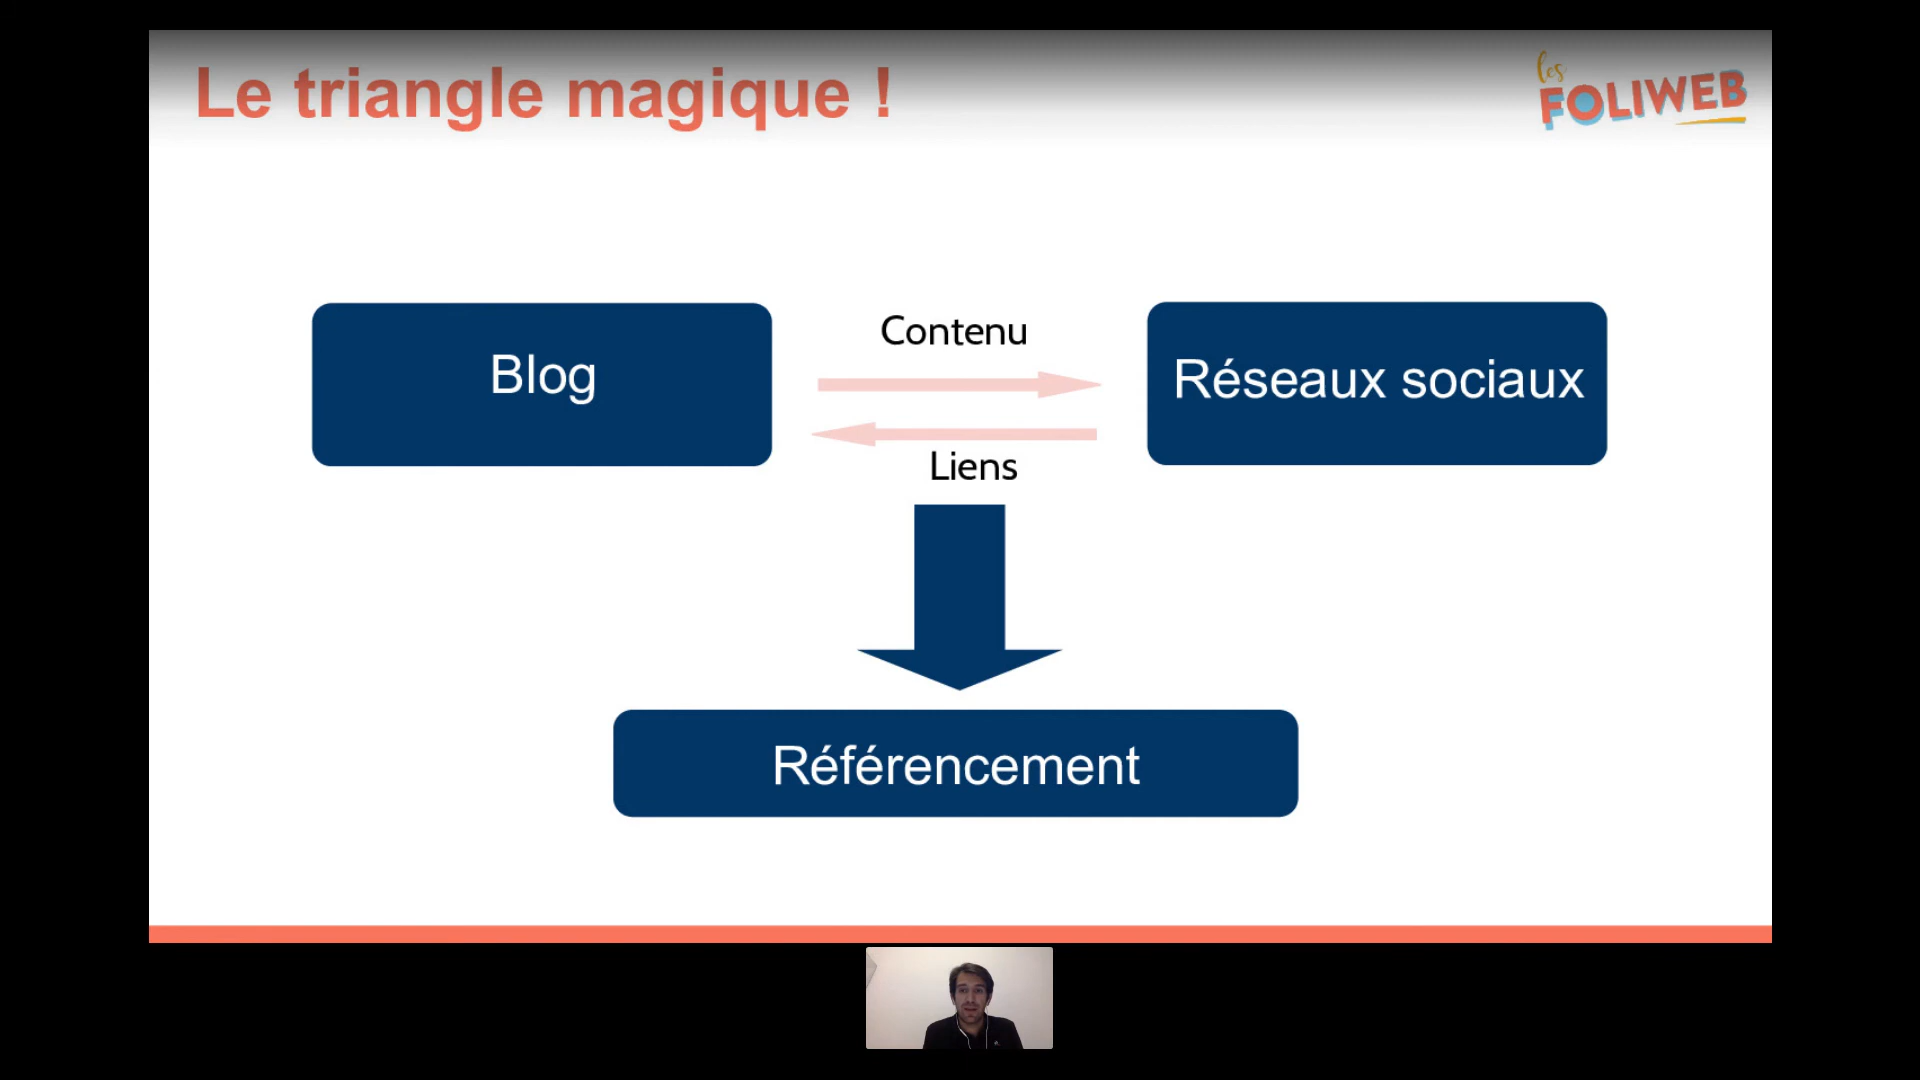 Le triangle magique !
les
FOLIWEB
Contenu
Blog
Réseaux sociaux
Liens
Référencement